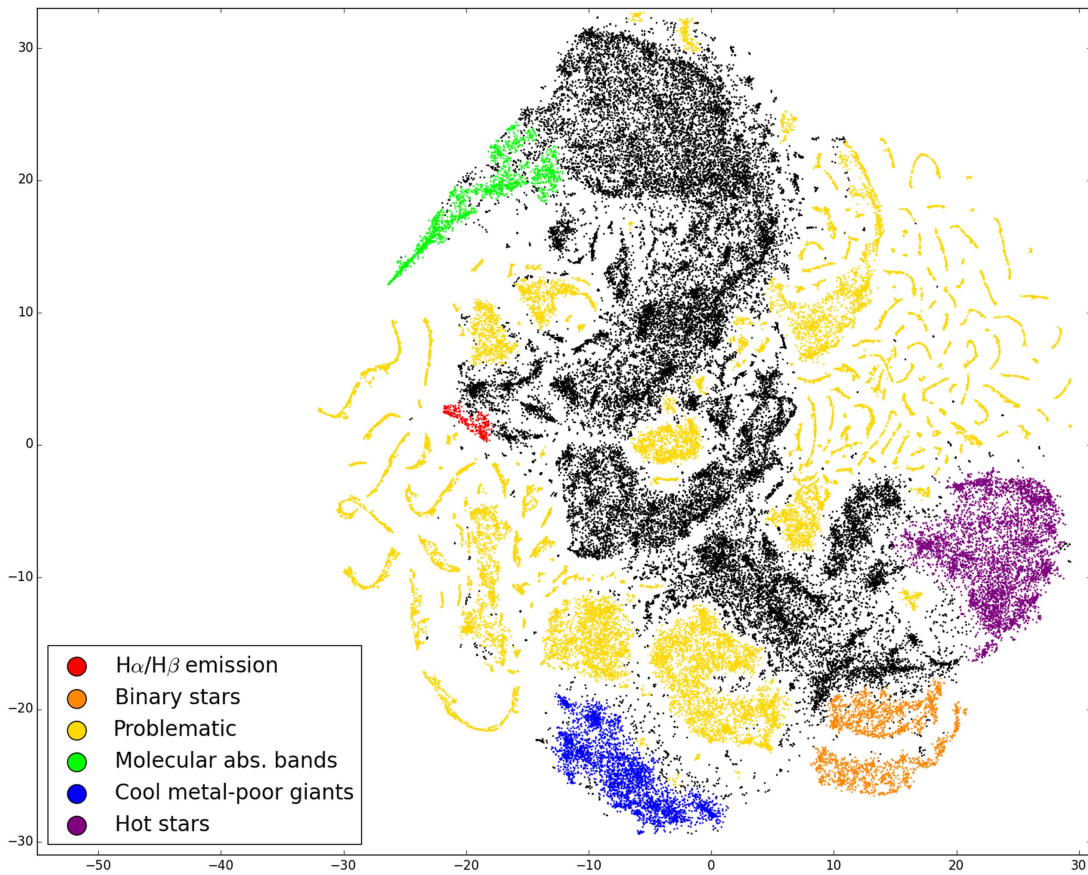 30
20
10
0
−10
−20
−30
Hα/Hβ emission
Binary stars
Problematic
Molecular abs. bands
Cool metal-poor giants
Hot stars
−50 −40 −30 −20 −10 0 10 20 30